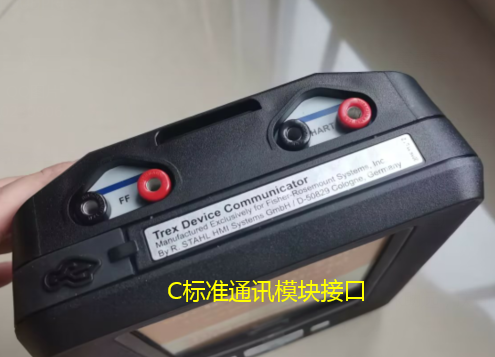 HART
FF
Trex Device Communicator
Manufactured Exclusively for Fisher-Rosemount Systems, Inc
By R. STAHL HMI Systems GmbH / D-50829 Cologne, Germany
C标准通讯模块接口